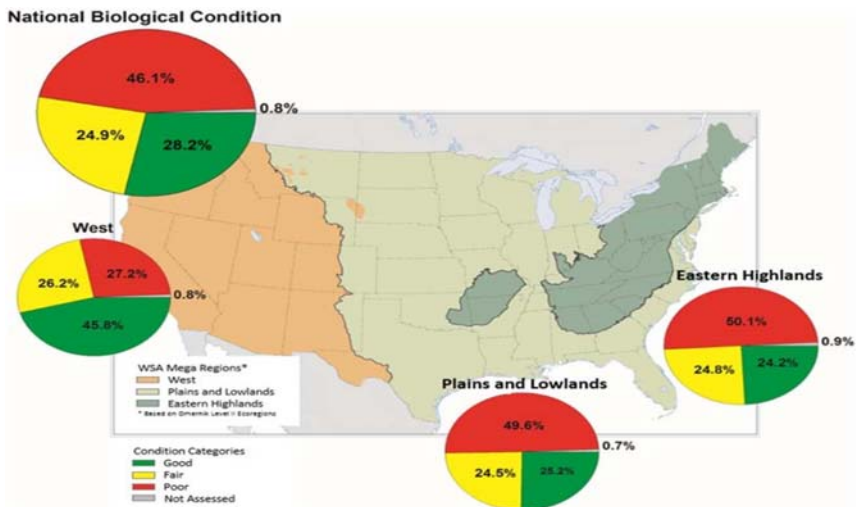 National Biological Condition
46.1%
0.8%
24.9%
28.2%
West
26.2%
27.2%
0.8%
45.8%
Eastern Highlands
50.1%
0.9%
24.8%
24.2%
WSA Mega Regions*
West
Plains and Lowlands
Eastern Highlands
* Based on Omernik Level II Ecoregions
Plains and Lowlands
49.6%
0.7%
24.5%
25.2%
Condition Categories
Good
Fair
Poor
Not Assessed